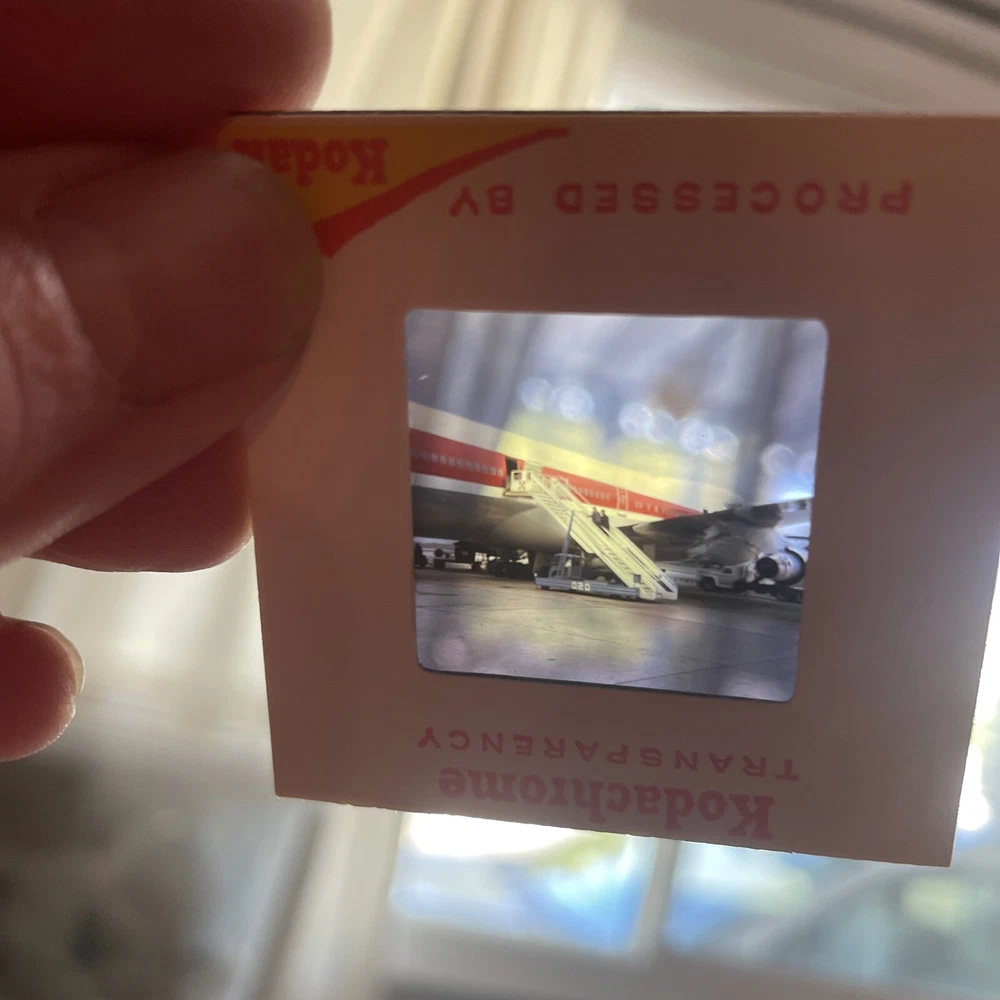 Kodachrome
TRANSPARENCY
PROCESSED BY
Kodak